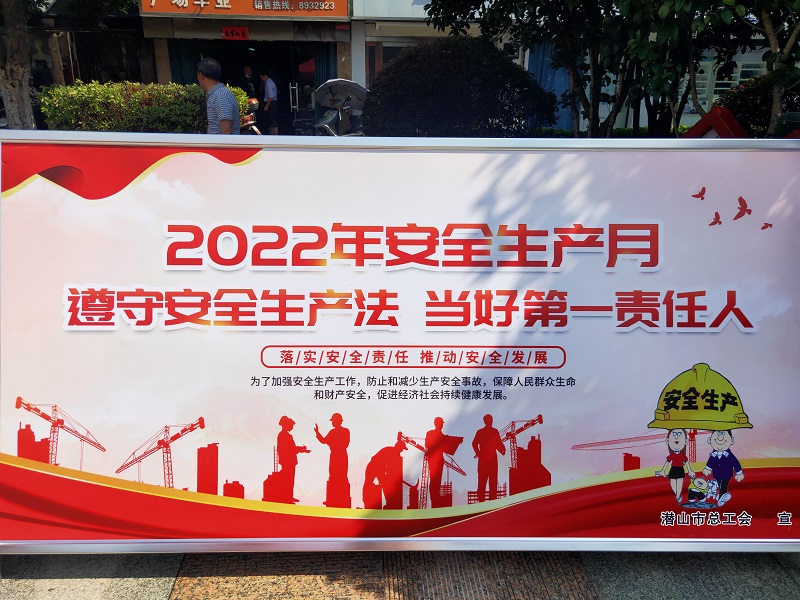 销售热线：8932923
2022年安全生产月
遵守安全生产法 当好第一责任人
落/实/安/全/责/任 推/动/安/全/发/展
为了加强安全生产工作，防止和减少生产安全事故，保障人民群众生命
和财产安全，促进经济社会持续健康发展。
安全生产
潜山市总工会 宣